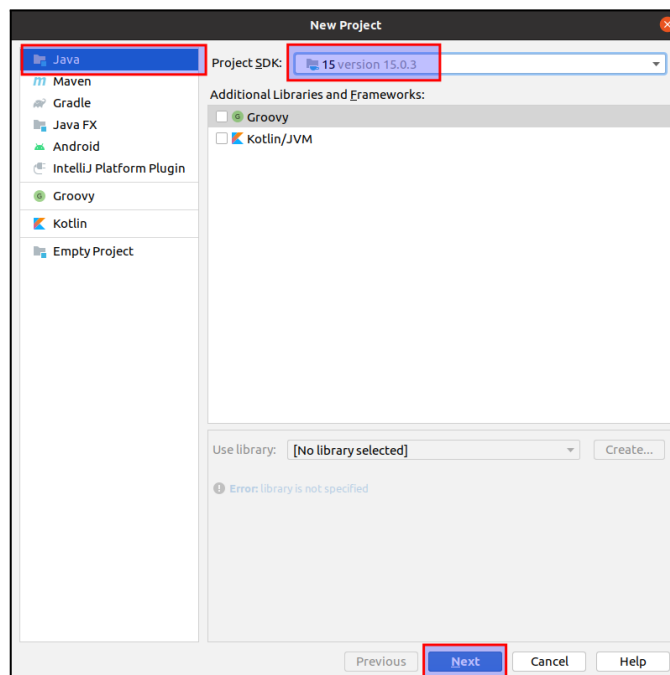 New Project
Java
Maven
Gradle
Java FX
Android
IntelliJ Platform Plugin
Groovy
Kotlin
Empty Project
Project SDK:
15 version 15.0.3
Additional Libraries and Frameworks:
Groovy
Kotlin/JVM
Use library:
[No library selected]
Create...
Error: library is not specified
Previous
Next
Cancel
Help